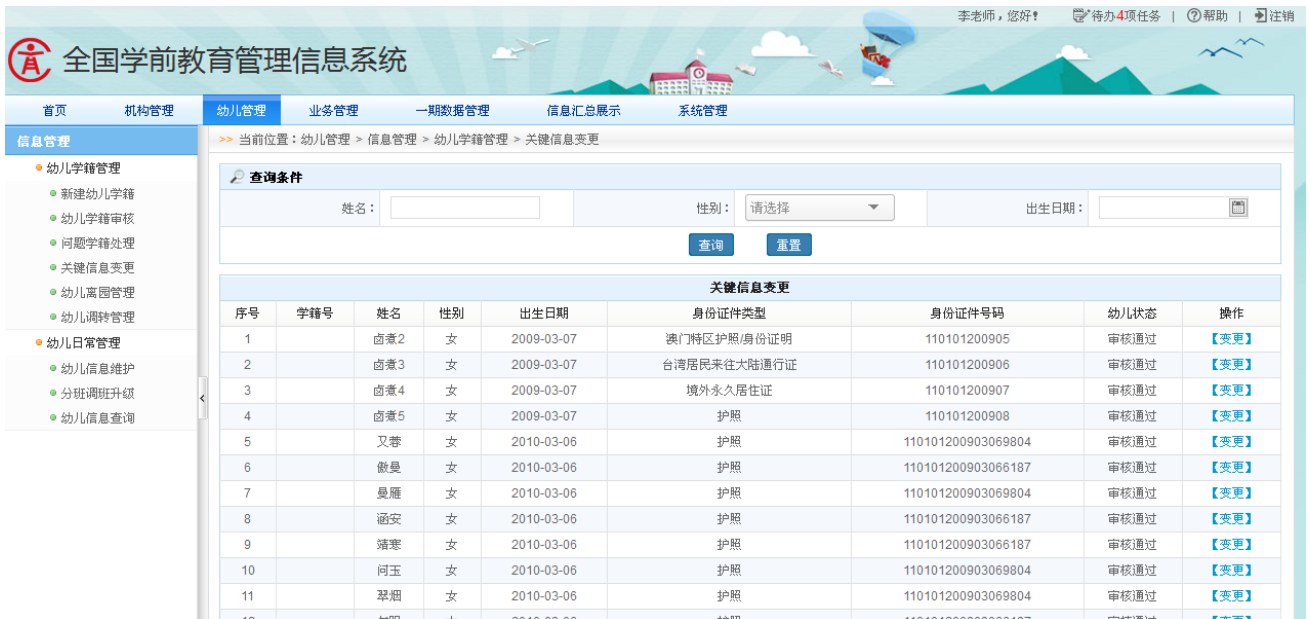 李老师，您好！ 待办4项任务 | 帮助 | 注销
全国学前教育管理信息系统
首页 机构管理 幼儿管理 业务管理 一期数据管理 信息汇总展示 系统管理
信息管理
幼儿学籍管理
新建幼儿学籍
幼儿学籍审核
问题学籍处理
关键信息变更
幼儿离园管理
幼儿调转管理
幼儿日常管理
幼儿信息维护
分班调班升级
幼儿信息查询
>> 当前位置：幼儿管理 > 信息管理 > 幼儿学籍管理 > 关键信息变更
查询条件
姓名： 性别： 请选择 出生日期：
查询 重置
关键信息变更
序号 学籍号 姓名 性别 出生日期 身份证件类型 身份证件号码 幼儿状态 操作
1 卤煮2 女 2009-03-07 澳门特区护照/身份证明 110101200905 审核通过 【变更】
2 卤煮3 女 2009-03-07 台湾居民来往大陆通行证 110101200906 审核通过 【变更】
3 卤煮4 女 2009-03-07 境外永久居住证 110101200907 审核通过 【变更】
4 卤煮5 女 2009-03-07 护照 110101200908 审核通过 【变更】
5 又蓉 女 2010-03-06 护照 110101200903069804 审核通过 【变更】
6 傲曼 女 2010-03-06 护照 110101200903066187 审核通过 【变更】
7 曼雁 女 2010-03-06 护照 110101200903069804 审核通过 【变更】
8 涵安 女 2010-03-06 护照 110101200903066187 审核通过 【变更】
9 靖寒 女 2010-03-06 护照 110101200903066187 审核通过 【变更】
10 问玉 女 2010-03-06 护照 110101200903069804 审核通过 【变更】
11 翠烟 女 2010-03-06 护照 110101200903069804 审核通过 【变更】